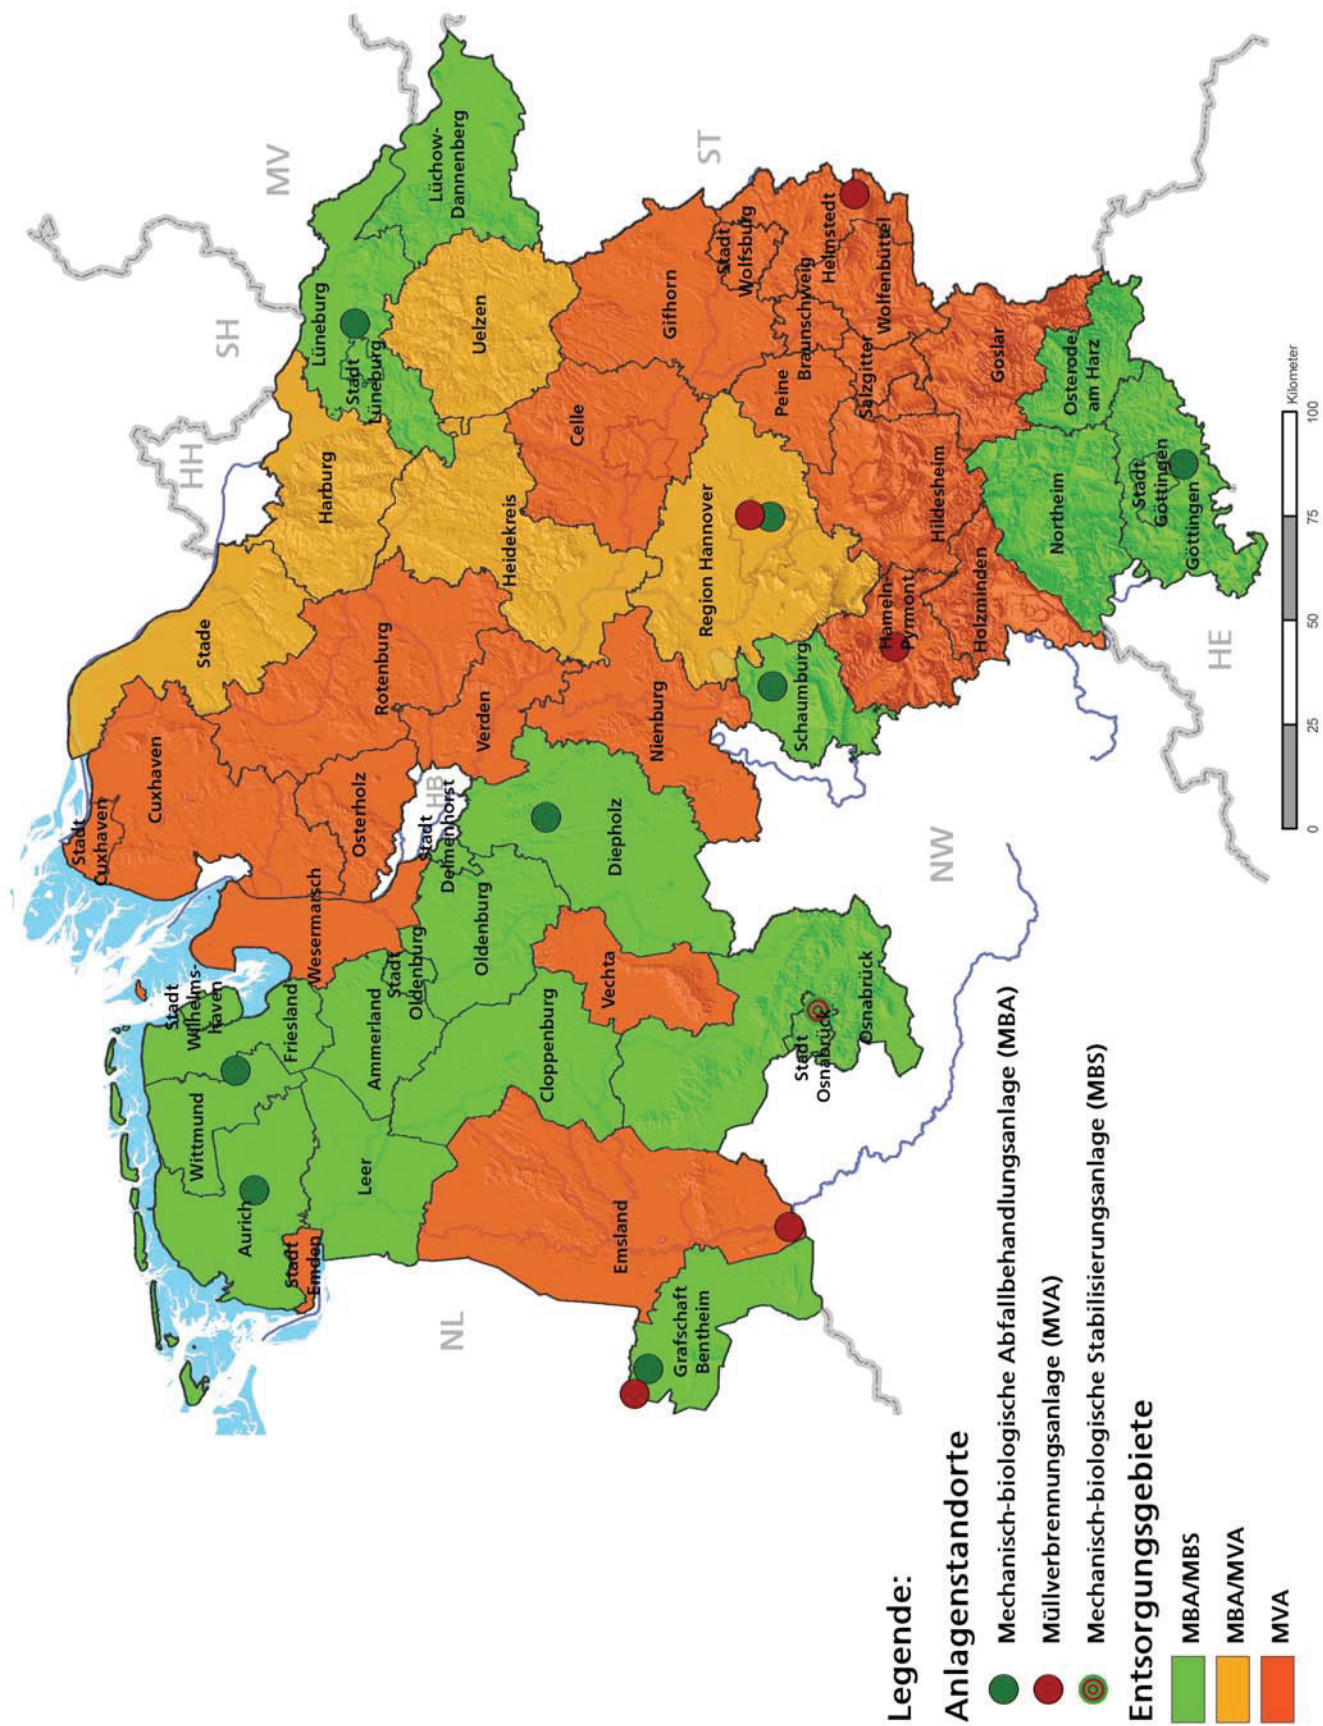 MV
SH
HH
ST
HB
NL
NW
HE
Stadt
Cuxhaven
Cuxhaven
Stade
Harburg
Lüneburg
Stadt
Lüneburg
Lüchow-
Dannenberg
Uelzen
Stadt
Wilhelms-
haven
Wittmund
Aurich
Stadt
Emden
Friesland
Wesermarsch
Osterholz
Rotenburg
Heidekreis
Leer
Ammerland
Stadt
Oldenburg
Stadt
Delmenhorst
Oldenburg
Verden
Celle
Gifhorn
Cloppenburg
Vechta
Diepholz
Nienburg
Region Hannover
Emsland
Grafschaft
Bentheim
Stadt
Osnabrück
Osnabrück
Schaumburg
Hameln-
Pyrmont
Hildesheim
Holzminden
Peine
Braunschweig
Stadt
Wolfsburg
Helmstedt
Wolfenbüttel
Salzgitter
Goslar
Osterode
am Harz
Northeim
Stadt
Göttingen
Göttingen
Legende:
Anlagenstandorte
Mechanisch-biologische Abfallbehandlungsanlage (MBA)
Müllverbrennungsanlage (MVA)
Mechanisch-biologische Stabilisierungsanlage (MBS)
Entsorgungsgebiete
MBA/MBS
MBA/MVA
MVA
0 25 50 75 100
Kilometer